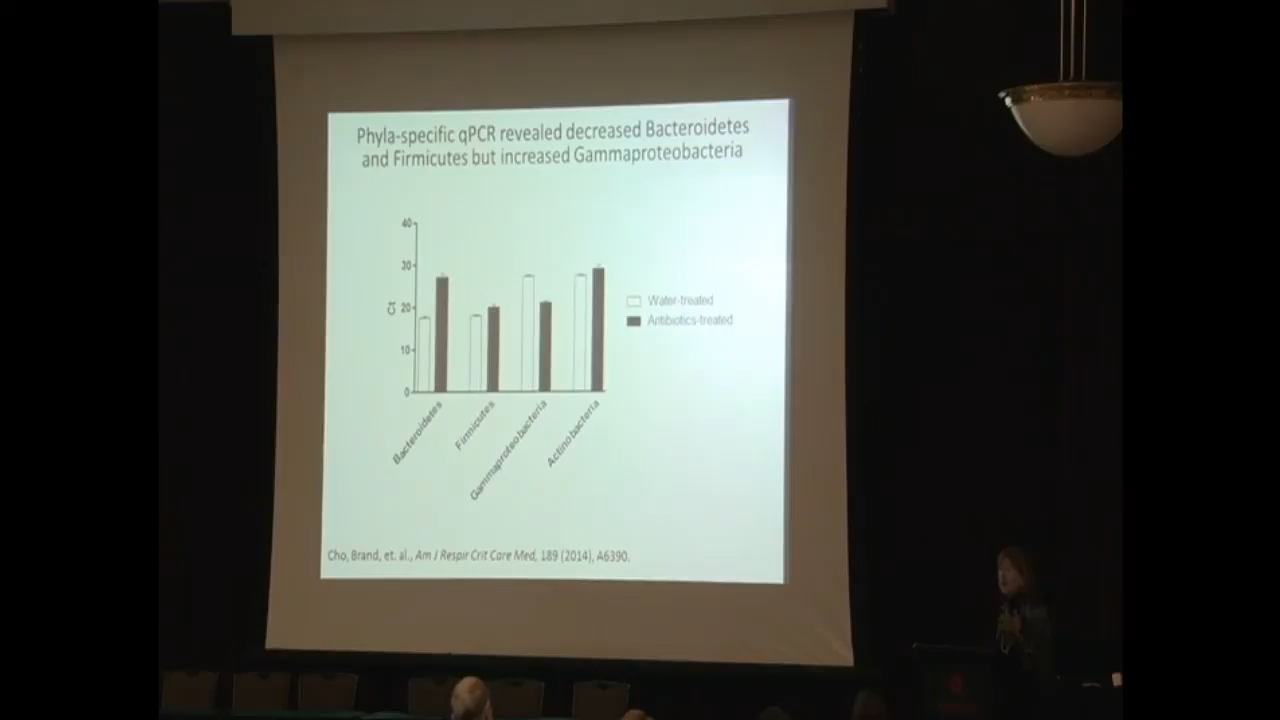 Phyla-specific qPCR revealed decreased Bacteroidetes
and Firmicutes but increased Gammaproteobacteria
40
30
20
10
0
Ct
Water-treated
Antibiotics-treated
Bacteroidetes
Firmicutes
Gammaproteobacteria
Actinobacteria
Cho, Brand, et. al., Am J Respir Crit Care Med, 189 (2014), A6390.